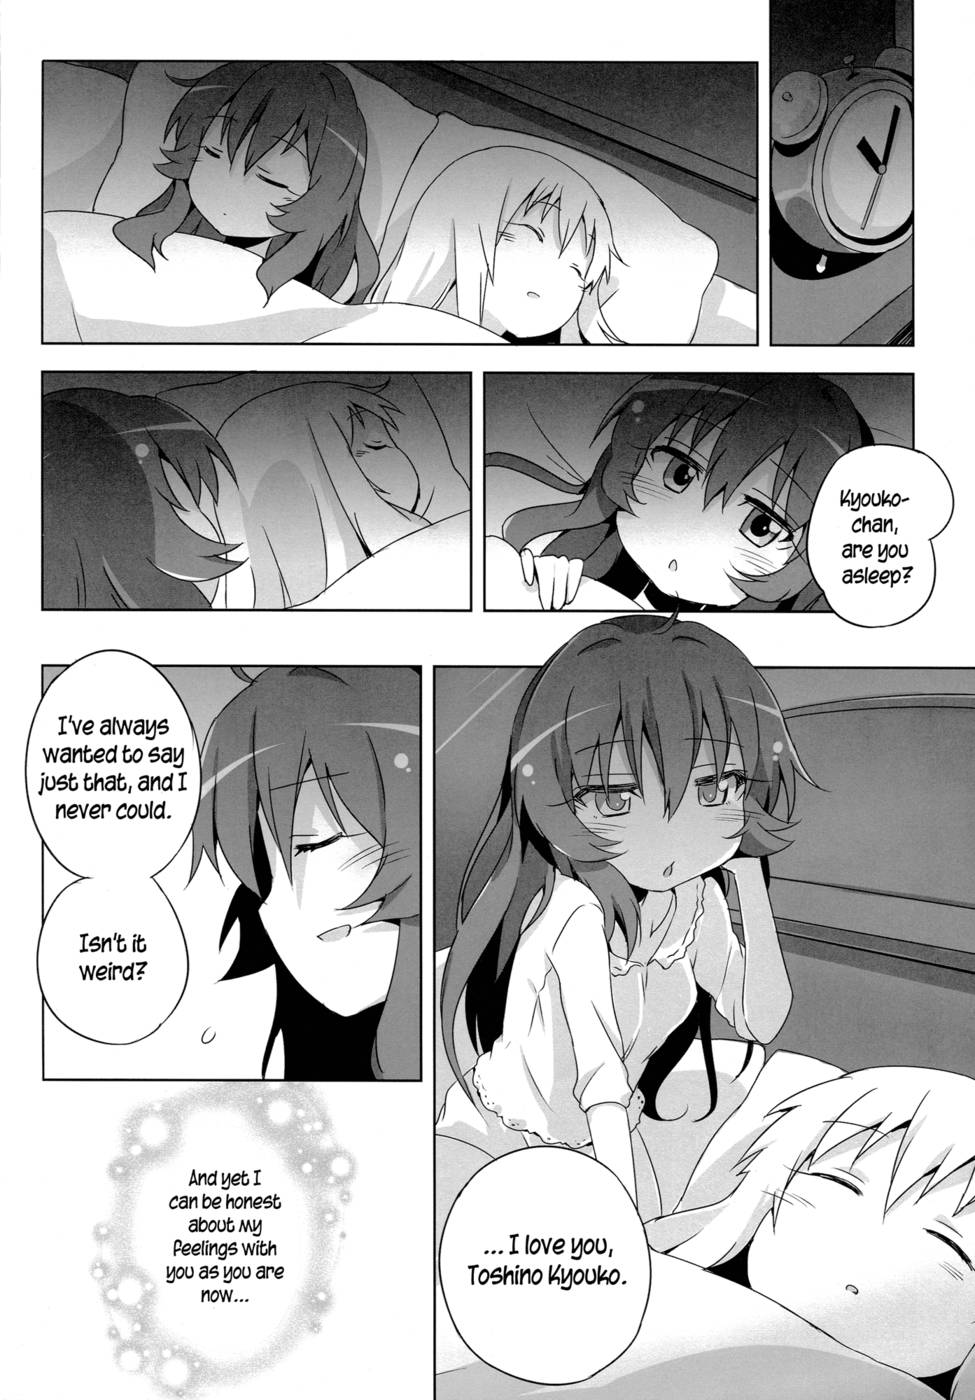 Kyouko-
chan,
are you
asleep?
... I love you,
Toshino Kyouko.
I've always
wanted to say
just that, and I
never could.
Isn't it
weird?
And yet I
can be honest
about my
feelings with
you as you are
now...